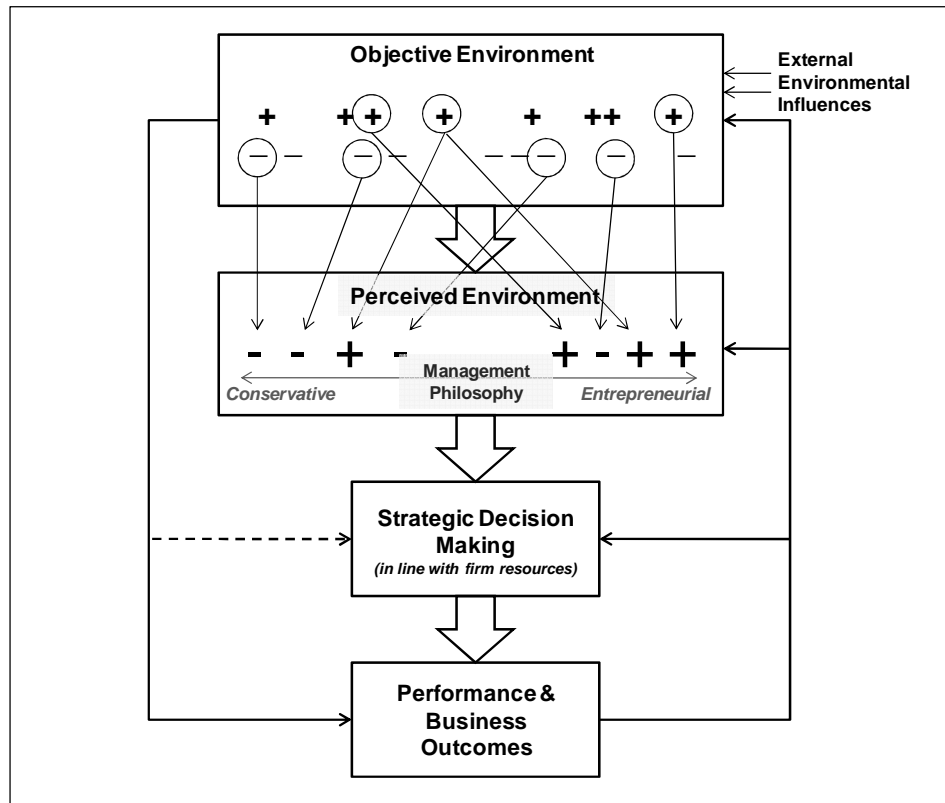 Objective Environment
External
Environmental
Influences
+ ++ + + ++ +
— — — — — — — — — —
Perceived Environment
- - + - + - + +
Management
Philosophy
Conservative
Entrepreneurial
Strategic Decision
Making
(in line with firm resources)
Performance &
Business
Outcomes